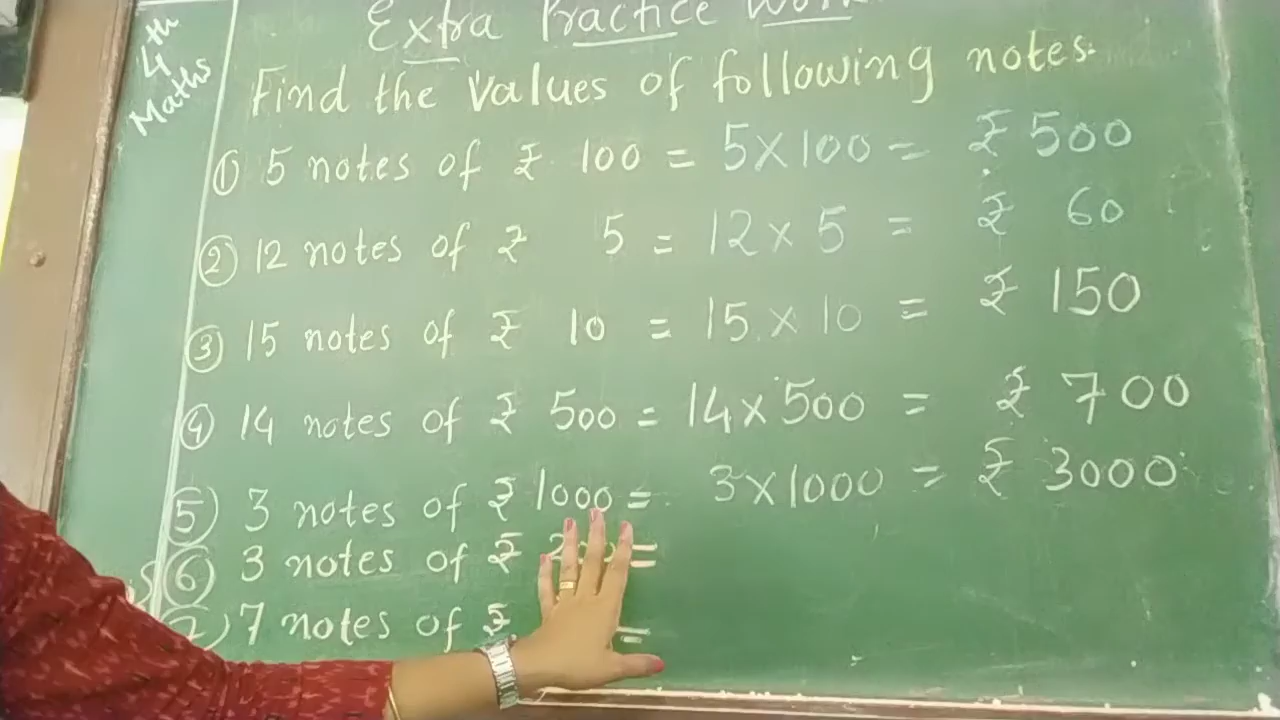 4th
Maths
Extra Practice Work
Find the values of following notes.
① 5 notes of ₹ 100 = 5×100 = ₹ 500
② 12 notes of ₹ 5 = 12 × 5 = ₹ 60
③ 15 notes of ₹ 10 = 15 × 10 = ₹ 150
④ 14 notes of ₹ 500 = 14×500 = ₹ 700
⑤ 3 notes of ₹ 1000 = 3×1000 = ₹ 3000
⑥ 3 notes of ₹ =
⑦ 7 notes of ₹ =